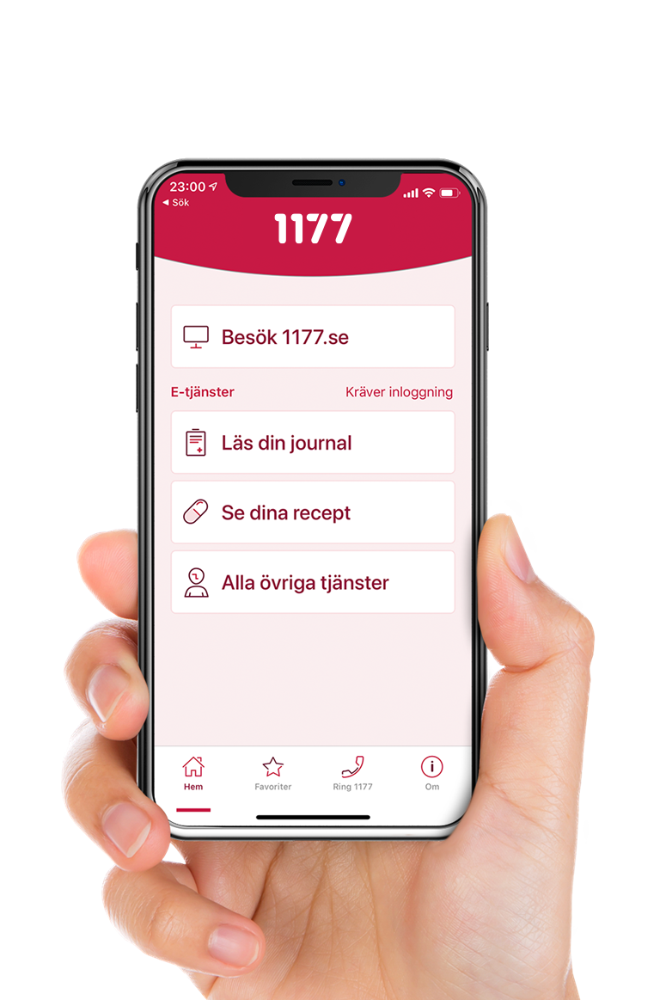 23:00
◀ Sök
1177
Besök 1177.se
E-tjänster Kräver inloggning
Läs din journal
Se dina recept
Alla övriga tjänster
Hem Favoriter Ring 1177 Om